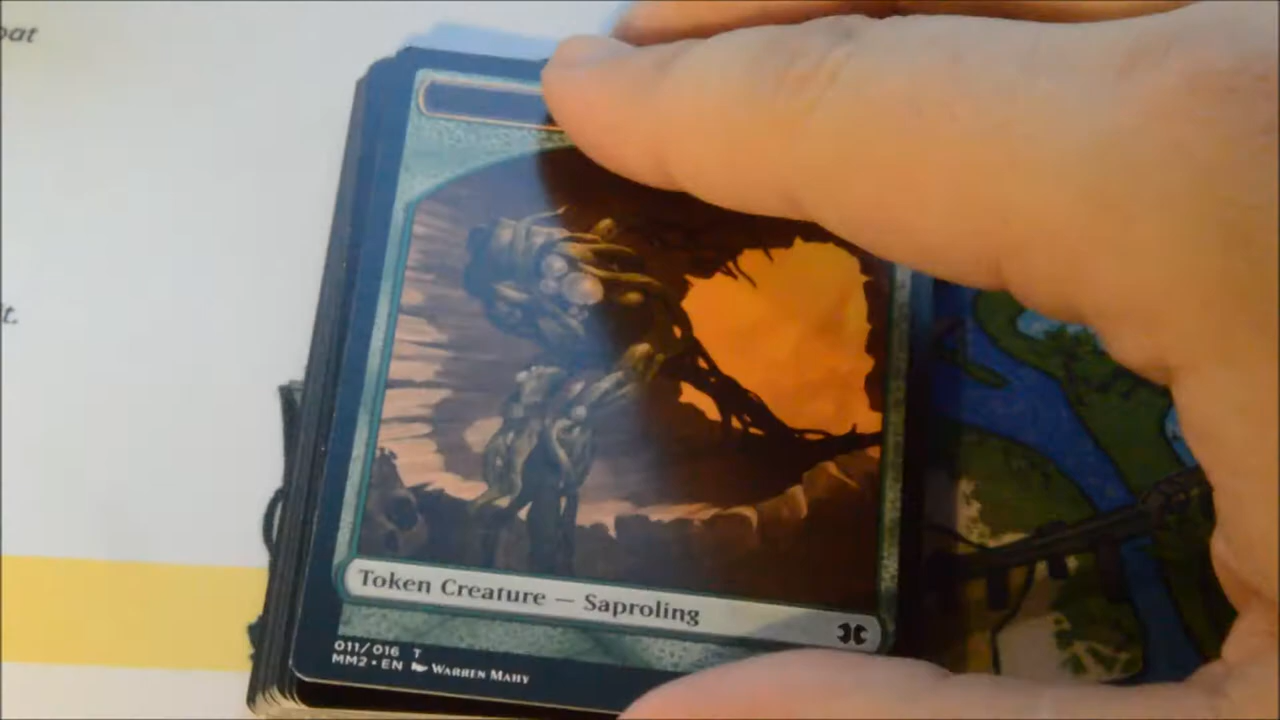 Token Creature — Saproling
011/016 T
MM2 • EN WARREN MAHY